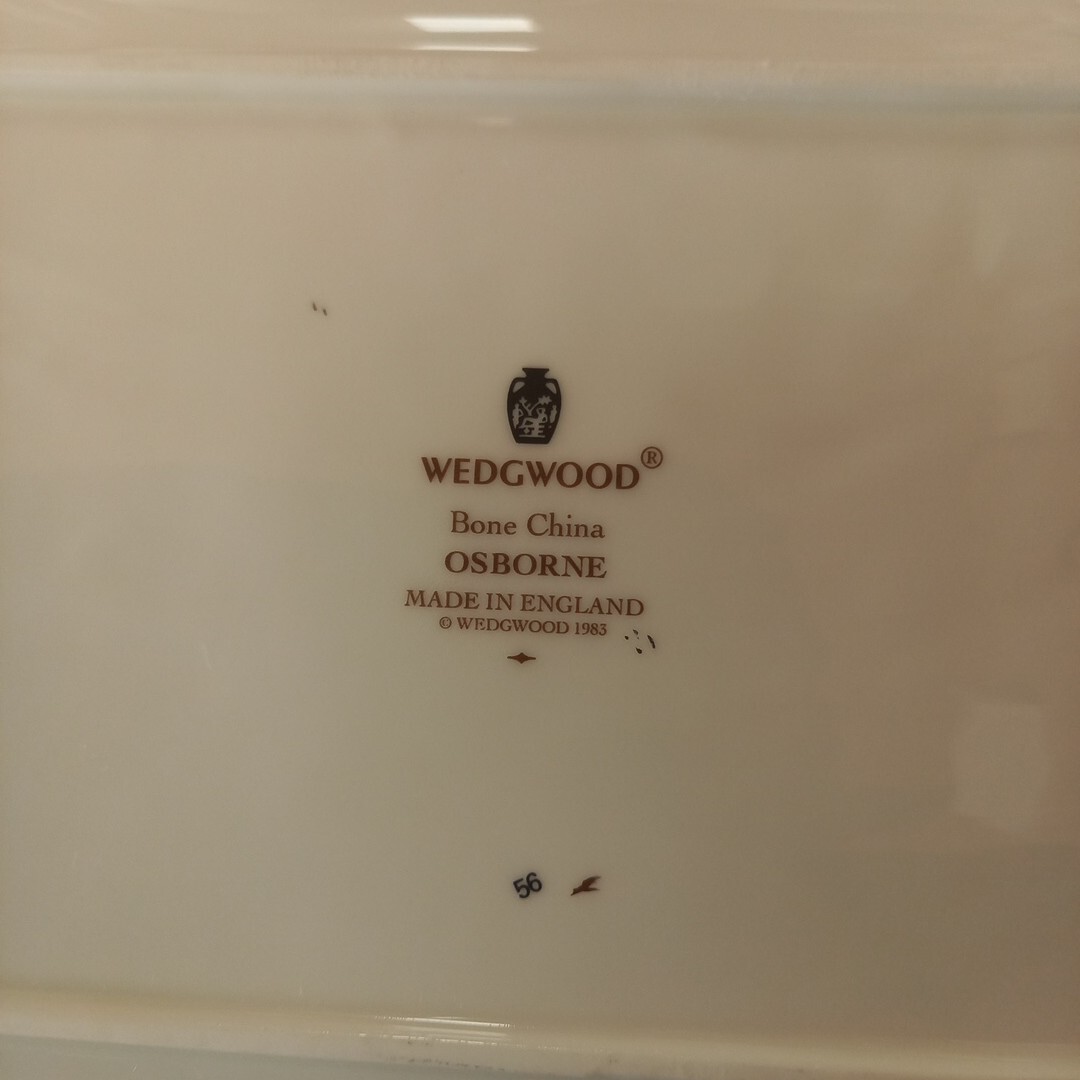 WEDGWOOD®
Bone China
OSBORNE
MADE IN ENGLAND
© WEDGWOOD 1983
56